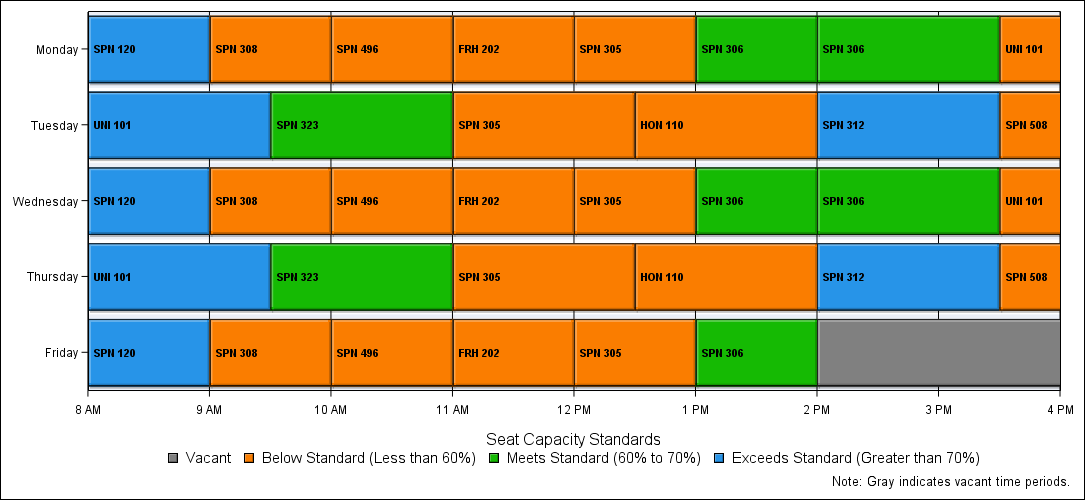 Monday SPN 120 SPN 308 SPN 496 FRH 202 SPN 305 SPN 306 SPN 306 UNI 101
Tuesday UNI 101 SPN 323 SPN 305 HON 110 SPN 312 SPN 508
Wednesday SPN 120 SPN 308 SPN 496 FRH 202 SPN 305 SPN 306 SPN 306 UNI 101
Thursday UNI 101 SPN 323 SPN 305 HON 110 SPN 312 SPN 508
Friday SPN 120 SPN 308 SPN 496 FRH 202 SPN 305 SPN 306
8 AM 9 AM 10 AM 11 AM 12 PM 1 PM 2 PM 3 PM 4 PM
Seat Capacity Standards
Vacant Below Standard (Less than 60%) Meets Standard (60% to 70%) Exceeds Standard (Greater than 70%)
Note: Gray indicates vacant time periods.